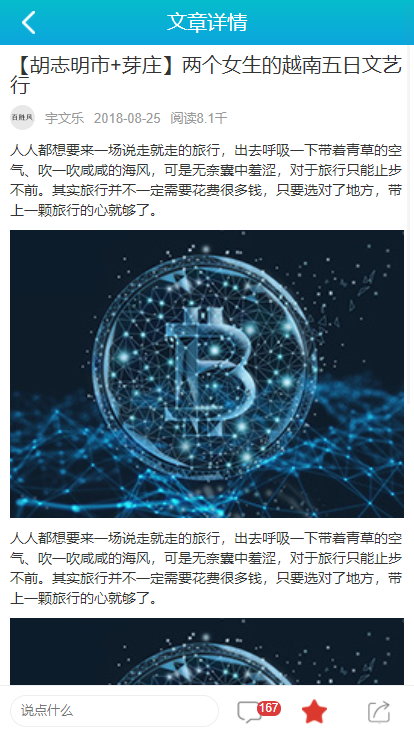 文章详情
【胡志明市+芽庄】两个女生的越南五日文艺
行
百胜风
宇文乐 2018-08-25 阅读8.1千
人人都想要来一场说走就走的旅行，出去呼吸一下带着青草的空
气、吹一吹咸咸的海风，可是无奈囊中羞涩，对于旅行只能止步
不前。其实旅行并不一定需要花费很多钱，只要选对了地方，带
上一颗旅行的心就够了。
人人都想要来一场说走就走的旅行，出去呼吸一下带着青草的空
气、吹一吹咸咸的海风，可是无奈囊中羞涩，对于旅行只能止步
不前。其实旅行并不一定需要花费很多钱，只要选对了地方，带
上一颗旅行的心就够了。
说点什么 167